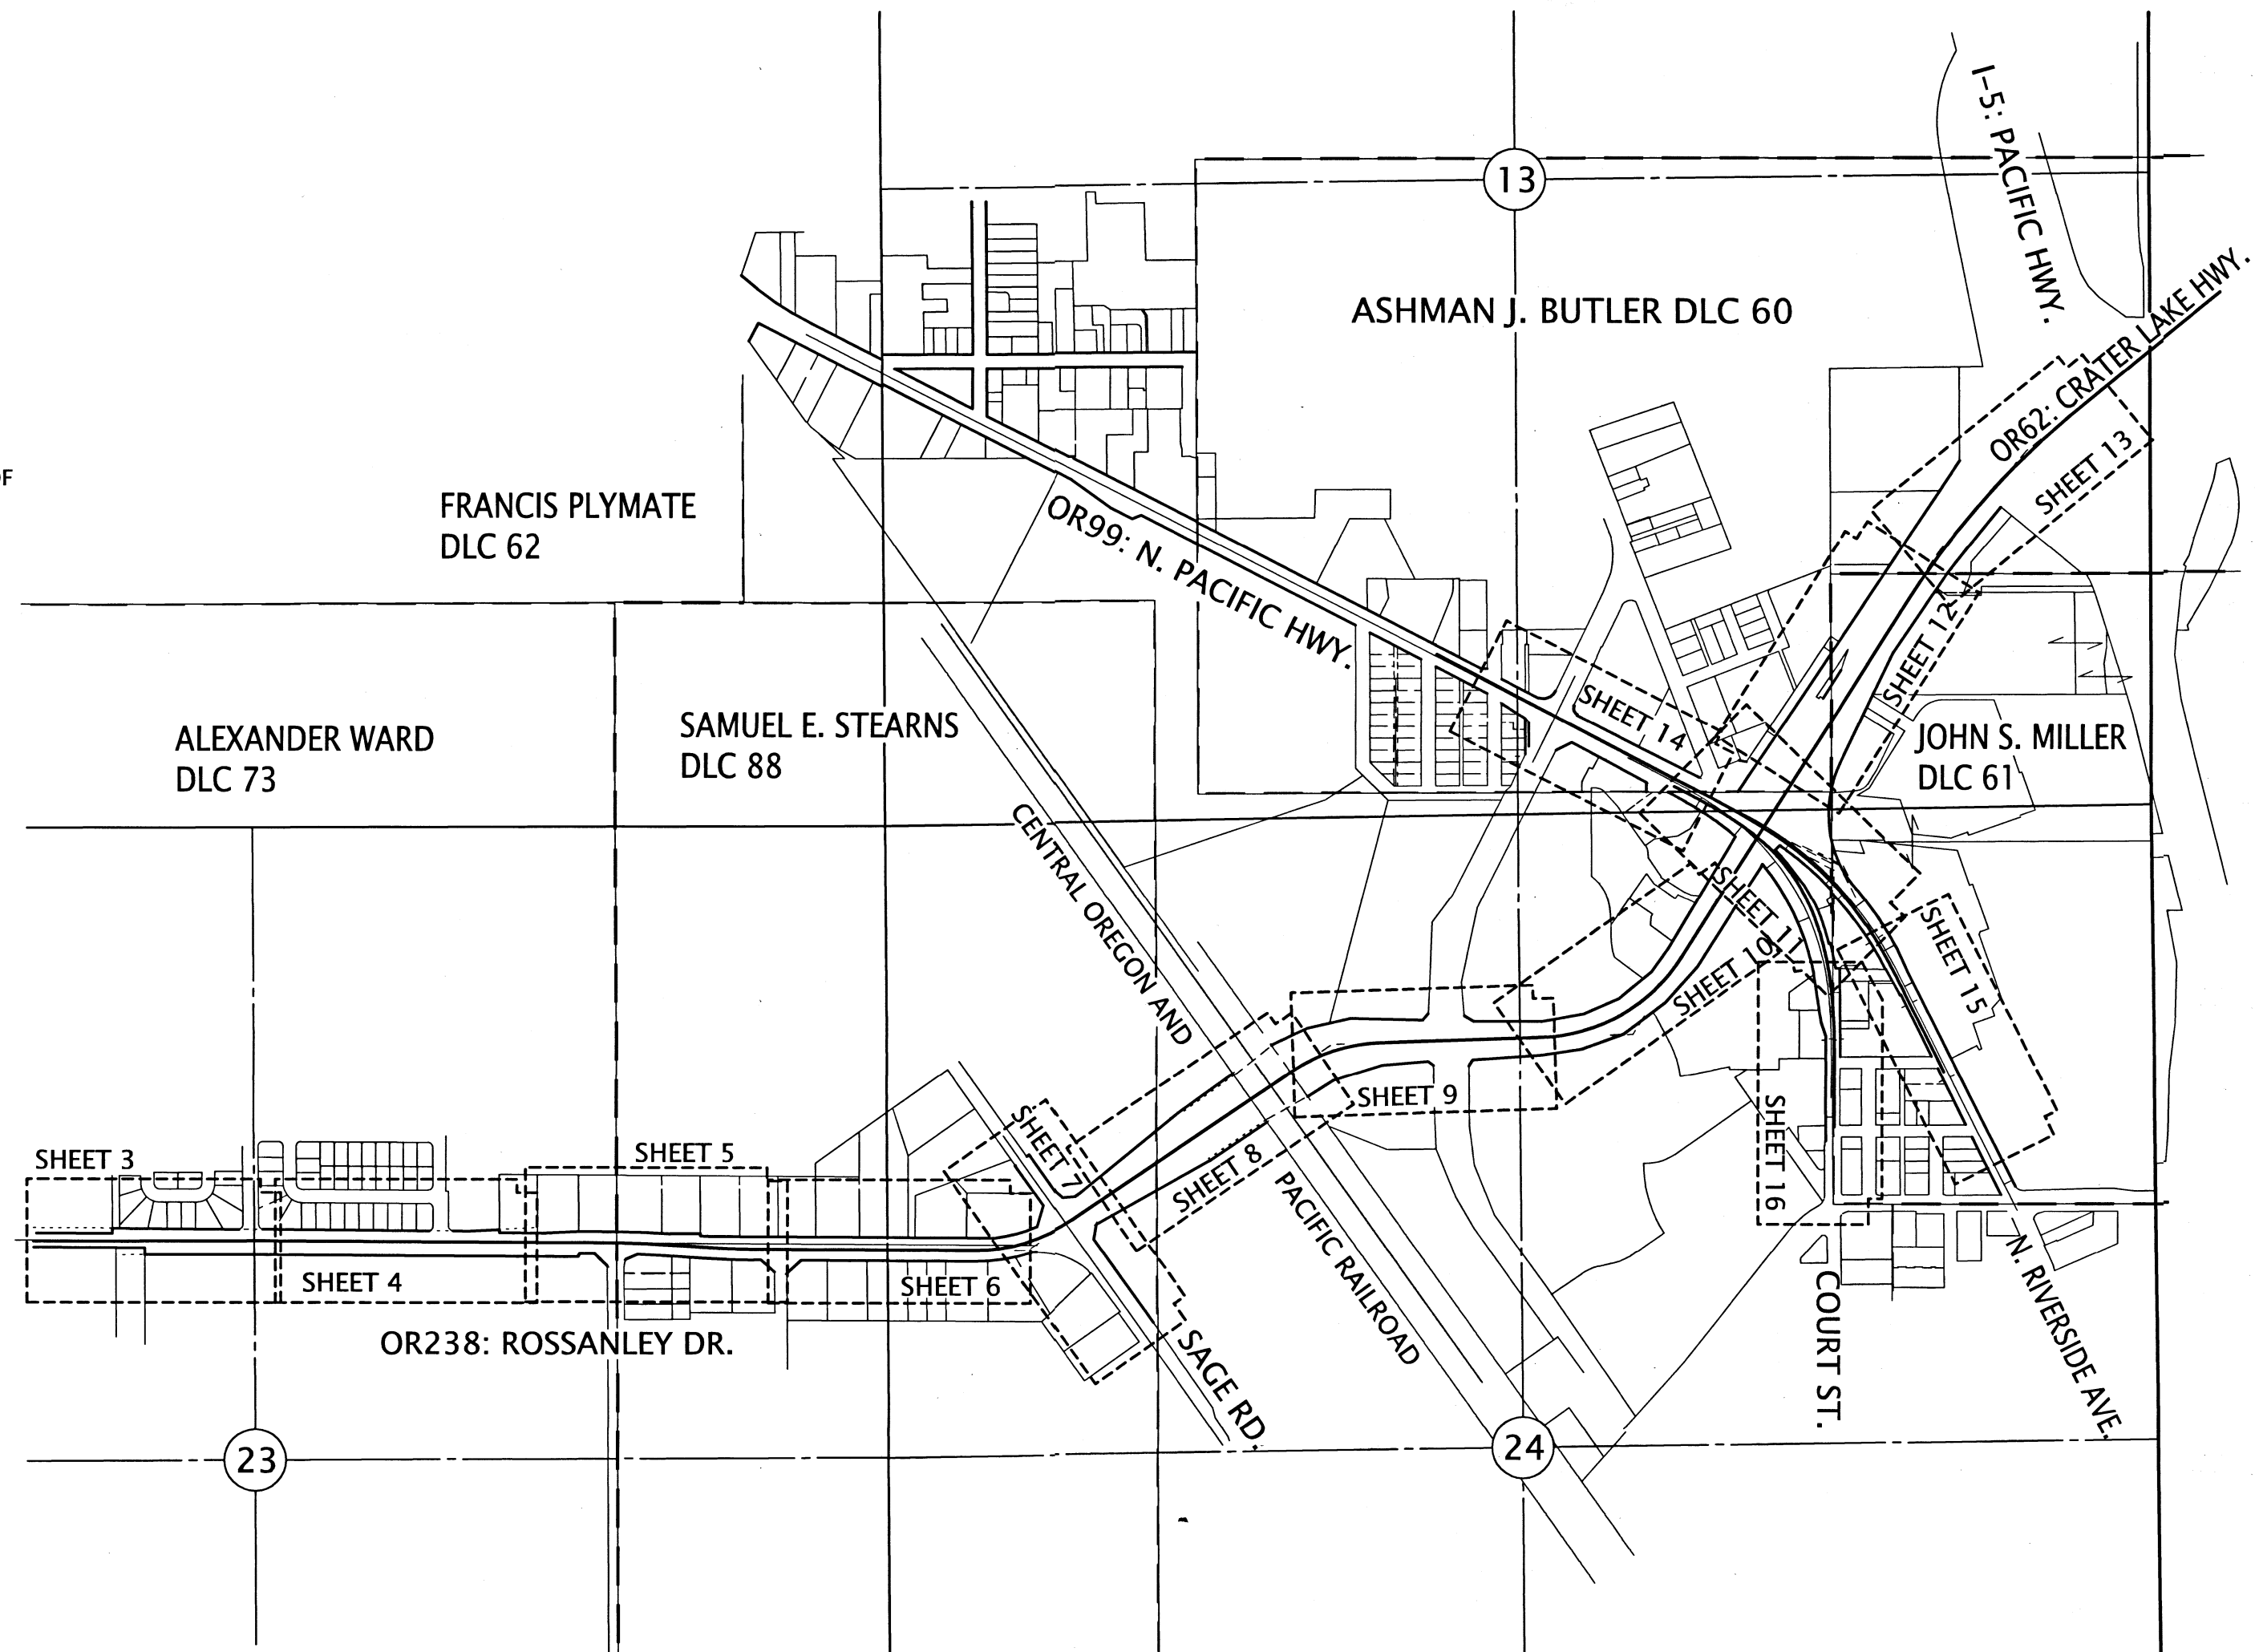 I-5: PACIFIC HWY.
13
ASHMAN J. BUTLER DLC 60
OR62: CRATER LAKE HWY.
SHEET 13
FRANCIS PLYMATE
DLC 62
OR99: N. PACIFIC HWY.
SHEET 12
SHEET 14
ALEXANDER WARD
DLC 73
SAMUEL E. STEARNS
DLC 88
JOHN S. MILLER
DLC 61
CENTRAL OREGON AND
PACIFIC RAILROAD
SHEET 11
SHEET 10
SHEET 15
SHEET 9
SHEET 16
SHEET 7
SHEET 8
SHEET 3
SHEET 5
SHEET 4
SHEET 6
OR238: ROSSANLEY DR.
SAGE RD.
COURT ST.
N. RIVERSIDE AVE.
23
24